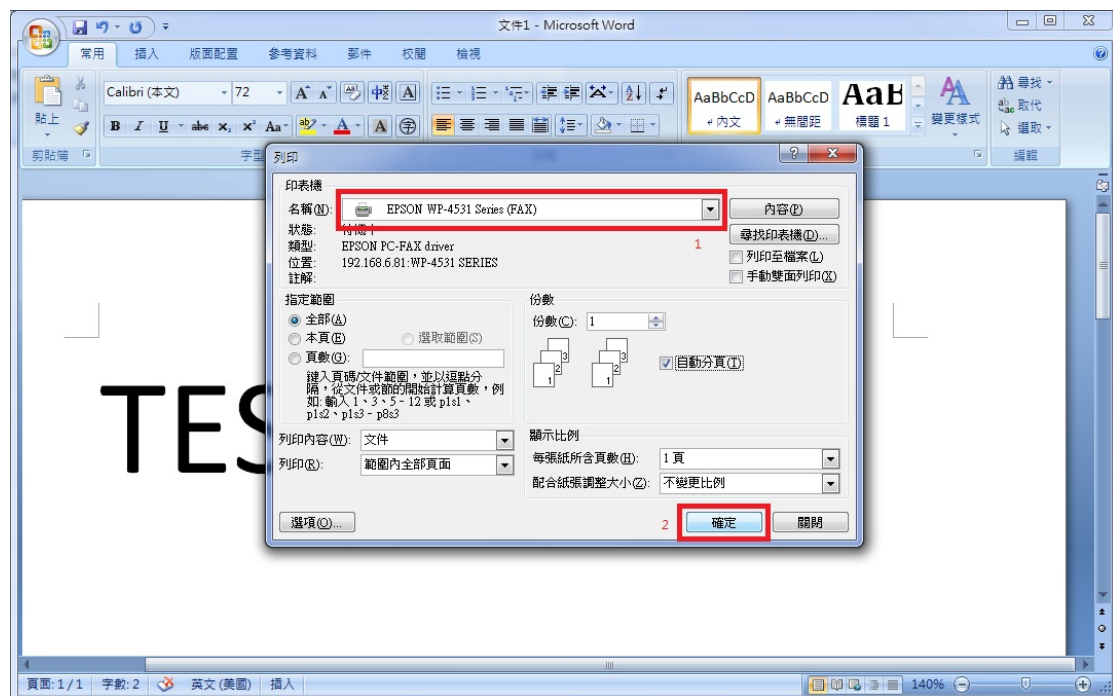 文件1 - Microsoft Word
常用 插入 版面配置 參考資料 郵件 校閱 檢視
貼上
Calibri (本文) 72
B I U abe x₂ x² Aa
AaBbCcD AaBbCcD AaB
內文 無間距 標題 1
變更樣式
尋找
取代
選取
剪貼簿 字型 編輯
列印
印表機
名稱(N): EPSON WP-4531 Series (FAX) 內容(P)
狀態: 1 尋找印表機(D)...
類型: EPSON PC-FAX driver 列印至檔案(L)
位置: 192.168.6.81:WP-4531 SERIES
註解: 手動雙面列印(X)
指定範圍 份數
全部(A) 份數(C): 1
本頁(E) 選取範圍(S)
頁數(G): 自動分頁(T)
鍵入頁碼/文件範圍,並以逗點分
隔,從文件或節的開始計算頁數,例
如: 輸入 1、3、5 - 12 或 p1s1、
p1s2、p1s3 - p8s3
列印內容(W): 文件 顯示比例
每張紙所含頁數(H): 1 頁
列印(R): 範圍內全部頁面
配合紙張調整大小(Z): 不變更比例
選項(O)... 2 確定 關閉
TES
頁面: 1/1 字數: 2 英文 (美國) 插入 140%